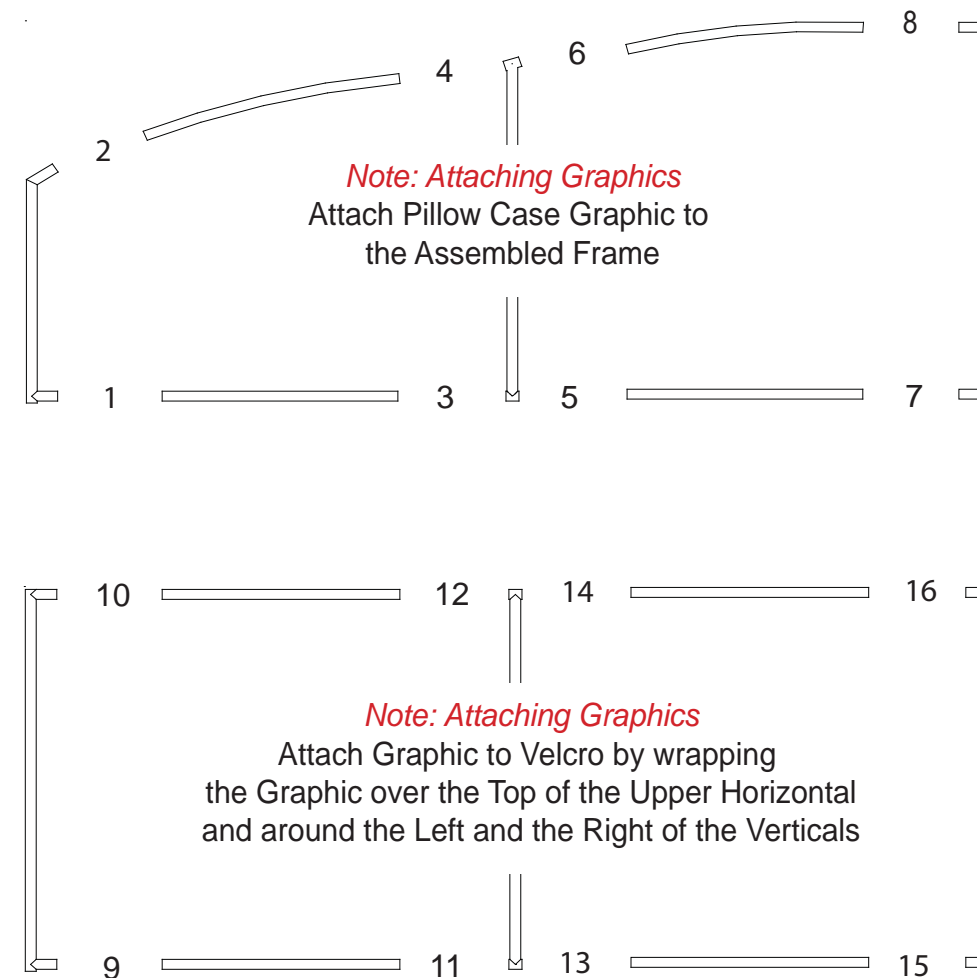 8
6
4
2
Note: Attaching Graphics
Attach Pillow Case Graphic to
the Assembled Frame
1 3 5 7
10 12 14 16
Note: Attaching Graphics
Attach Graphic to Velcro by wrapping
the Graphic over the Top of the Upper Horizontal
and around the Left and the Right of the Verticals
9 11 13 15